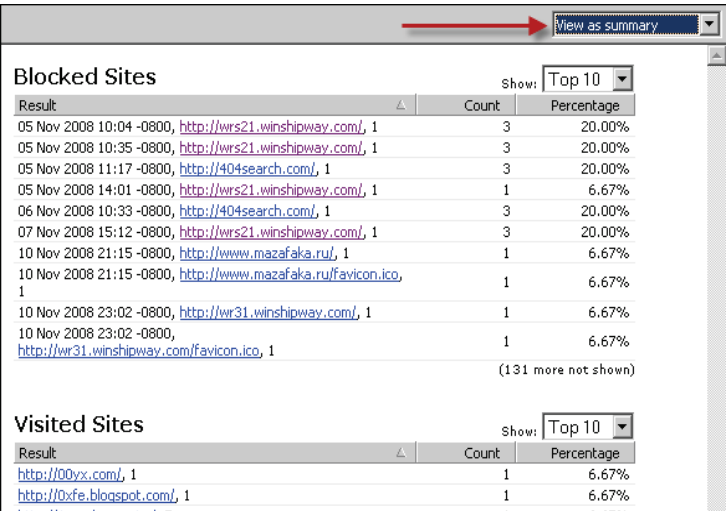 View as summary
Blocked Sites
Show: Top 10
Result Count Percentage
05 Nov 2008 10:04 -0800, http://wrs21.winshipway.com/, 1 3 20.00%
05 Nov 2008 10:35 -0800, http://wrs21.winshipway.com/, 1 3 20.00%
05 Nov 2008 11:17 -0800, http://404search.com/, 1 3 20.00%
05 Nov 2008 14:01 -0800, http://wrs21.winshipway.com/, 1 1 6.67%
06 Nov 2008 10:33 -0800, http://404search.com/, 1 3 20.00%
07 Nov 2008 15:12 -0800, http://wrs21.winshipway.com/, 1 3 20.00%
10 Nov 2008 21:15 -0800, http://www.mazafaka.ru/, 1 1 6.67%
10 Nov 2008 21:15 -0800, http://www.mazafaka.ru/favicon.ico, 1 6.67%
1
10 Nov 2008 23:02 -0800, http://wr31.winshipway.com/, 1 1 6.67%
10 Nov 2008 23:02 -0800, 1 6.67%
http://wr31.winshipway.com/favicon.ico, 1
(131 more not shown)
Visited Sites
Show: Top 10
Result Count Percentage
http://00yx.com/, 1 1 6.67%
http://0xfe.blogspot.com/, 1 1 6.67%